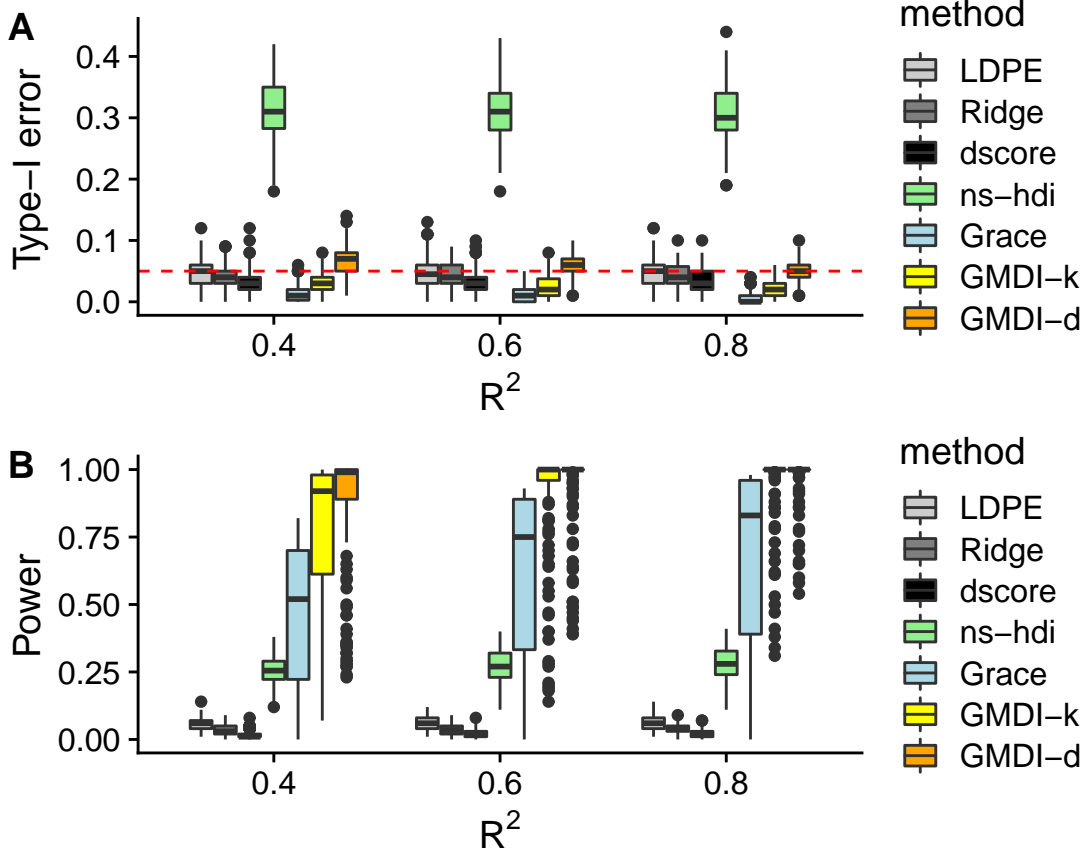 A
Type−I error
0.4
0.3
0.2
0.1
0.0
0.4 0.6 0.8
R²
method
LDPE
Ridge
dscore
ns−hdi
Grace
GMDI−k
GMDI−d
B
Power
1.00
0.75
0.50
0.25
0.00
0.4 0.6 0.8
R²
method
LDPE
Ridge
dscore
ns−hdi
Grace
GMDI−k
GMDI−d